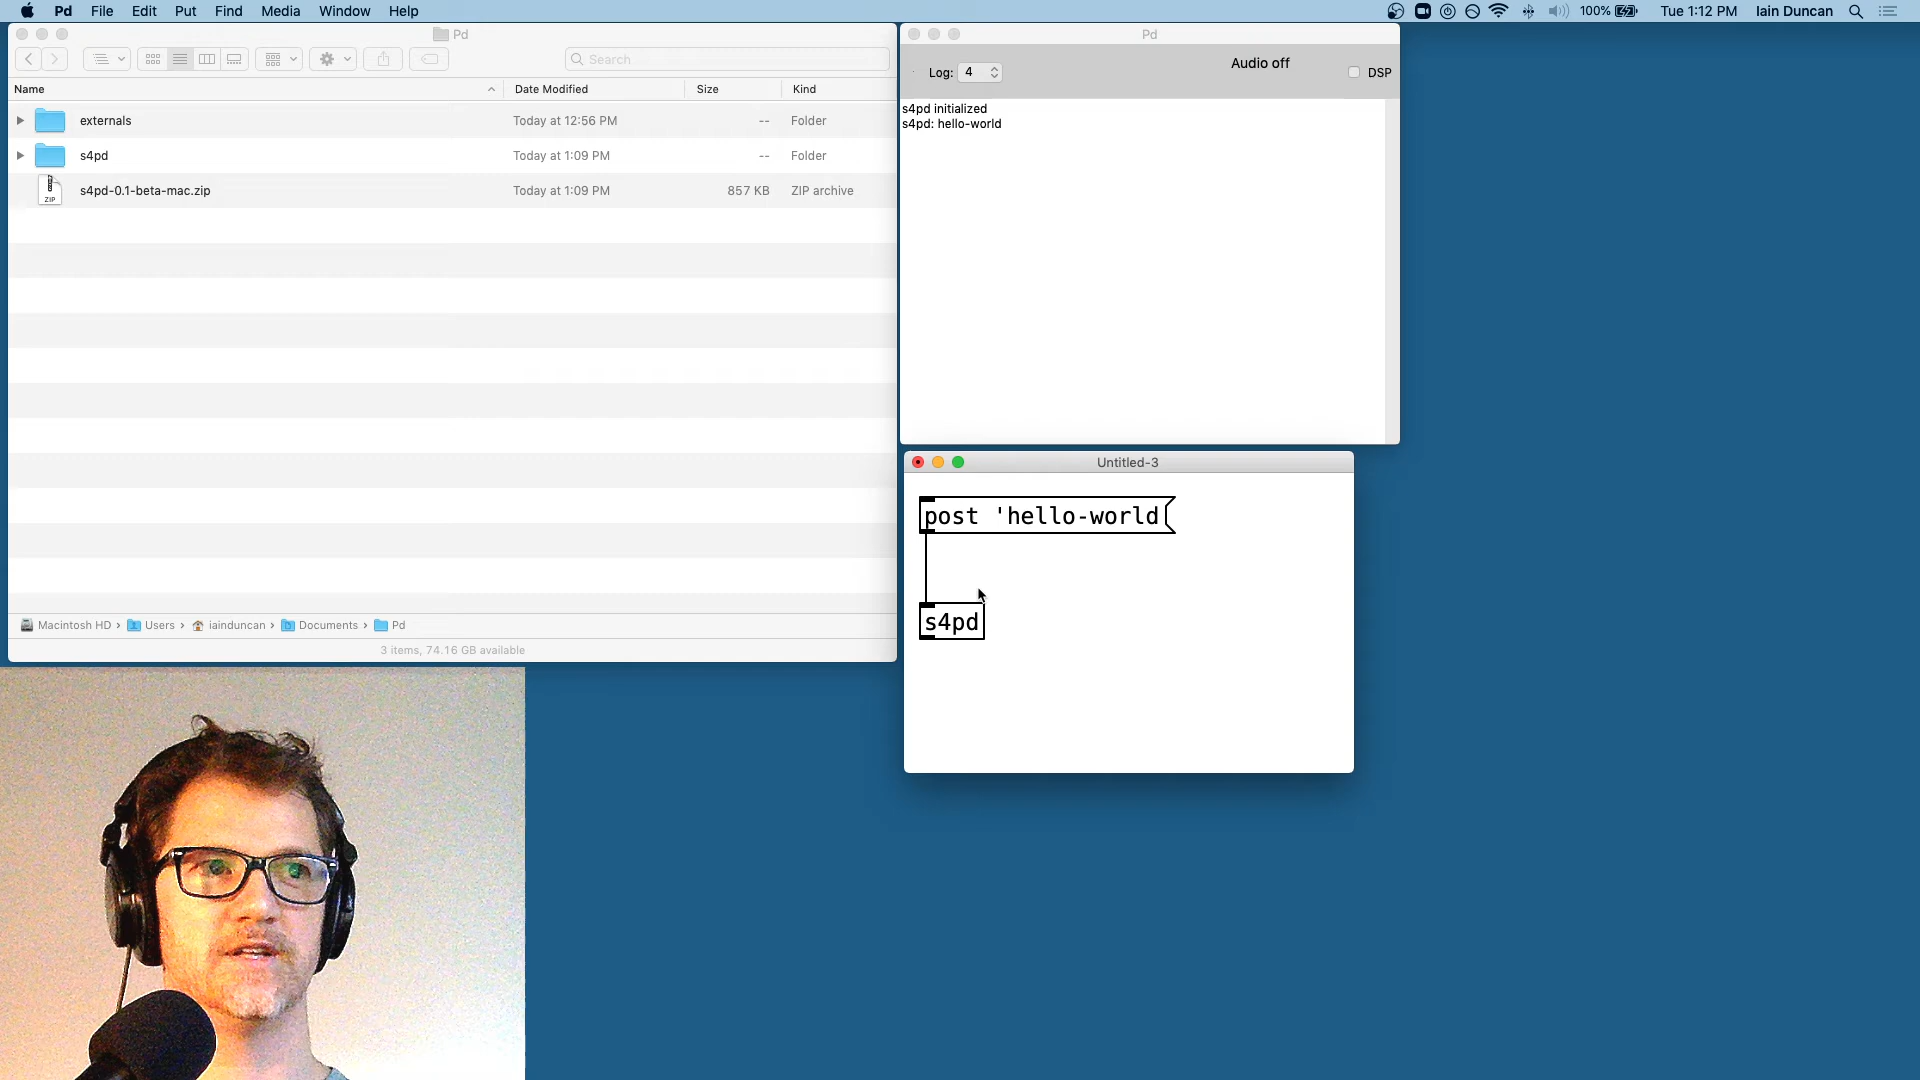 Pd File Edit Put Find Media Window Help
100% Tue 1:12 PM Iain Duncan
Pd
Search
Name Date Modified Size Kind
externals Today at 12:56 PM -- Folder
s4pd Today at 1:09 PM -- Folder
ZIP s4pd-0.1-beta-mac.zip Today at 1:09 PM 857 KB ZIP archive
Macintosh HD › Users › iainduncan › Documents › Pd
3 items, 74.16 GB available
Pd
Log: 4 Audio off DSP
s4pd initialized
s4pd: hello-world
Untitled-3
post 'hello-world
s4pd